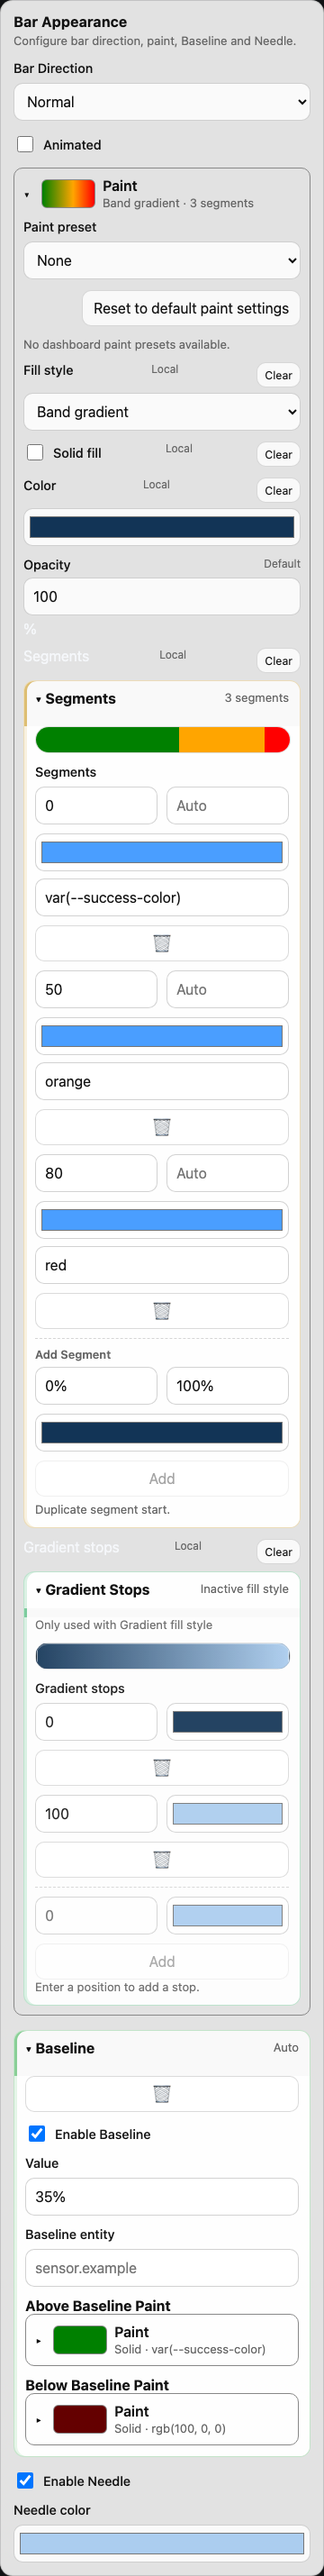 Bar Appearance
Configure bar direction, paint, Baseline and Needle.
Bar Direction
Normal
Animated
Paint
Band gradient · 3 segments
Paint preset
None
Reset to default paint settings
No dashboard paint presets available.
Fill style Local Clear
Band gradient
Solid fill Local Clear
Color Local Clear
Opacity Default
100
%
Segments Local Clear
Segments 3 segments
Segments
0 Auto
var(--success-color)
50 Auto
orange
80 Auto
red
Add Segment
0% 100%
Add
Duplicate segment start.
Gradient stops Local Clear
Gradient Stops Inactive fill style
Only used with Gradient fill style
Gradient stops
0
100
0
Add
Enter a position to add a stop.
Baseline Auto
Enable Baseline
Value
35%
Baseline entity
sensor.example
Above Baseline Paint
Paint
Solid · var(--success-color)
Below Baseline Paint
Paint
Solid · rgb(100, 0, 0)
Enable Needle
Needle color